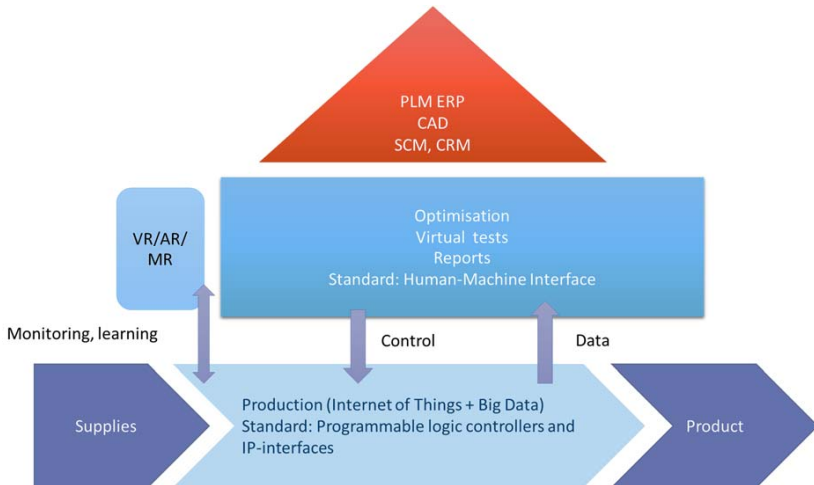 PLM ERP
CAD
SCM, CRM
Optimisation
Virtual tests
Reports
Standard: Human-Machine Interface
VR/AR/
MR
Monitoring, learning
Control
Data
Supplies
Production (Internet of Things + Big Data)
Standard: Programmable logic controllers and
IP-interfaces
Product